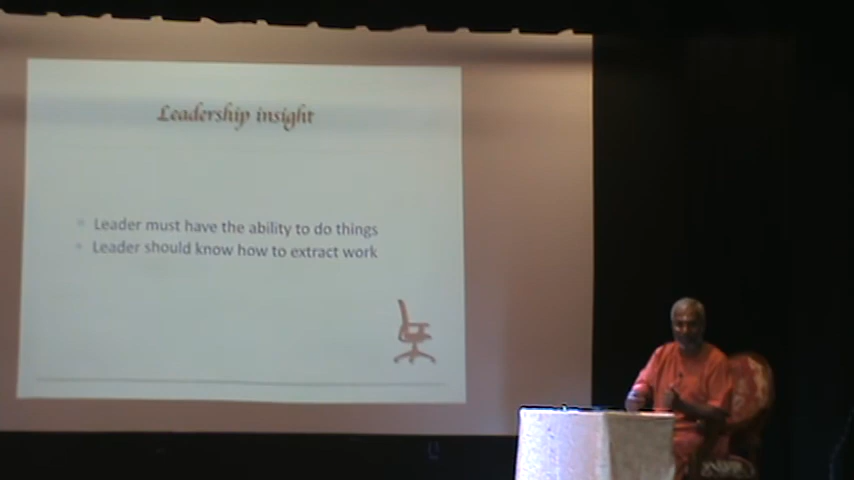 Leadership insight
Leader must have the ability to do things
Leader should know how to extract work